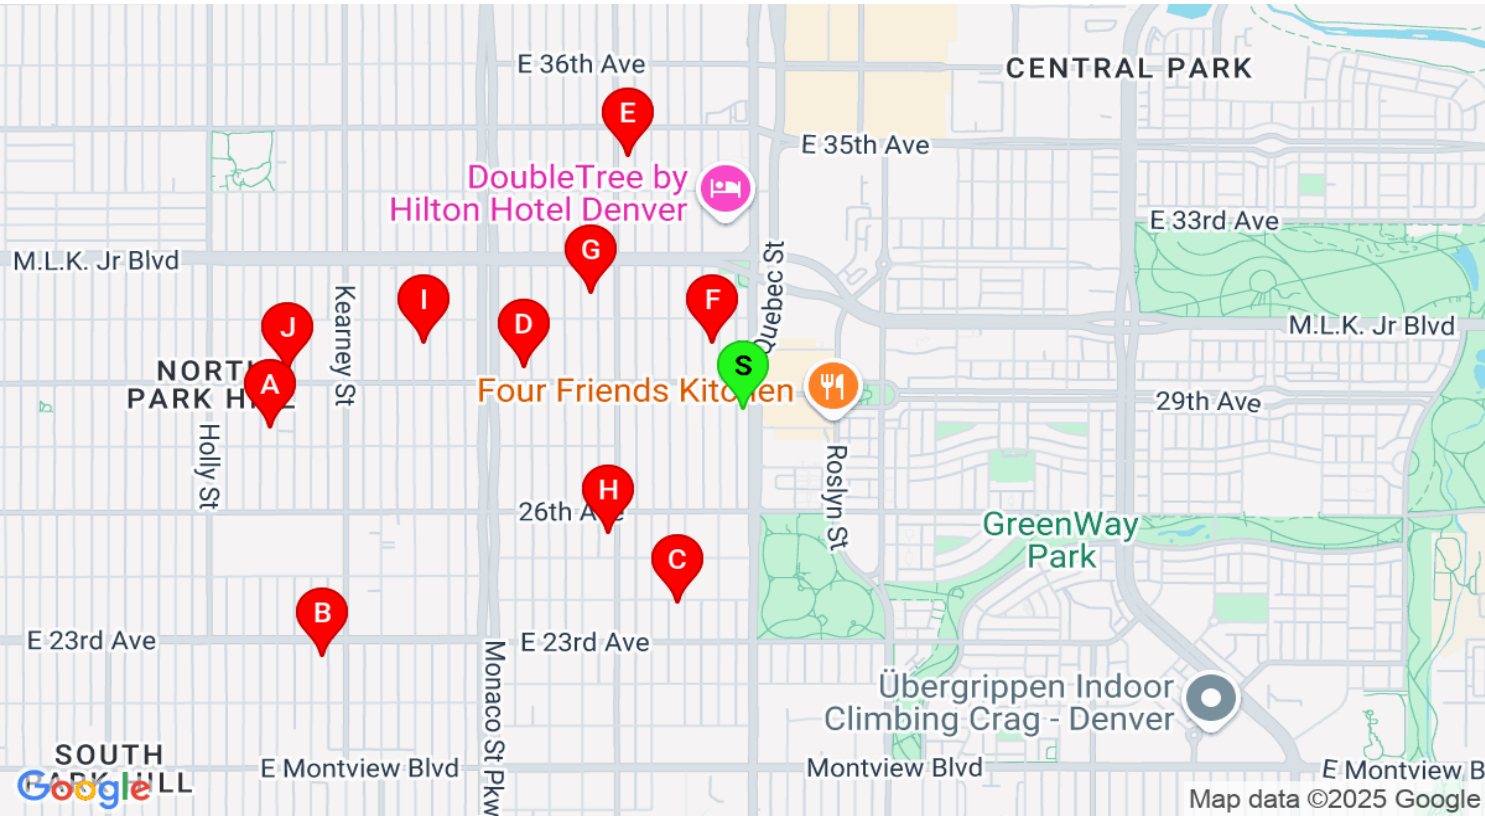 E 36th Ave
CENTRAL PARK
E
E 35th Ave
DoubleTree by
Hilton Hotel Denver
E 33rd Ave
M.L.K. Jr Blvd
G
Quebec St
I
F
D
J
Kearney St
M.L.K. Jr Blvd
S
NORTH
PARK HILL
A
Four Friends Kitchen
29th Ave
Holly St
Roslyn St
H
26th Ave
GreenWay
Park
C
B
E 23rd Ave
E 23rd Ave
Monaco St Pkw
Übergrippen Indoor
Climbing Crag - Denver
SOUTH
PARK HILL
E Montview Blvd
Montview Blvd
E Montview B
Google
Map data ©2025 Google